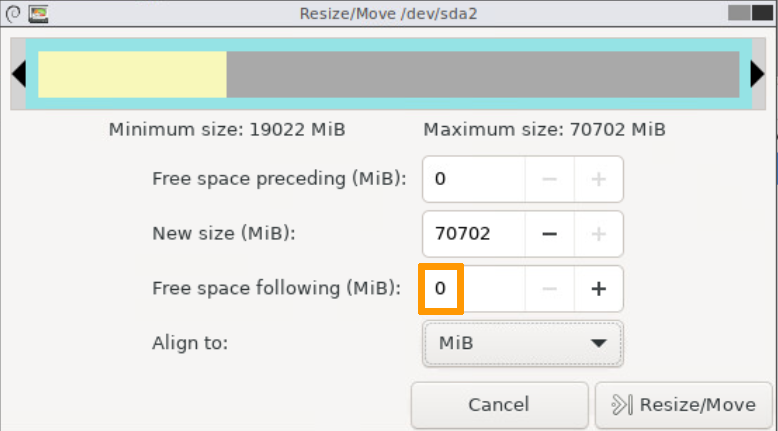 Resize/Move /dev/sda2
Minimum size: 19022 MiB Maximum size: 70702 MiB
Free space preceding (MiB): 0
New size (MiB): 70702
Free space following (MiB): 0
Align to: MiB
Cancel Resize/Move